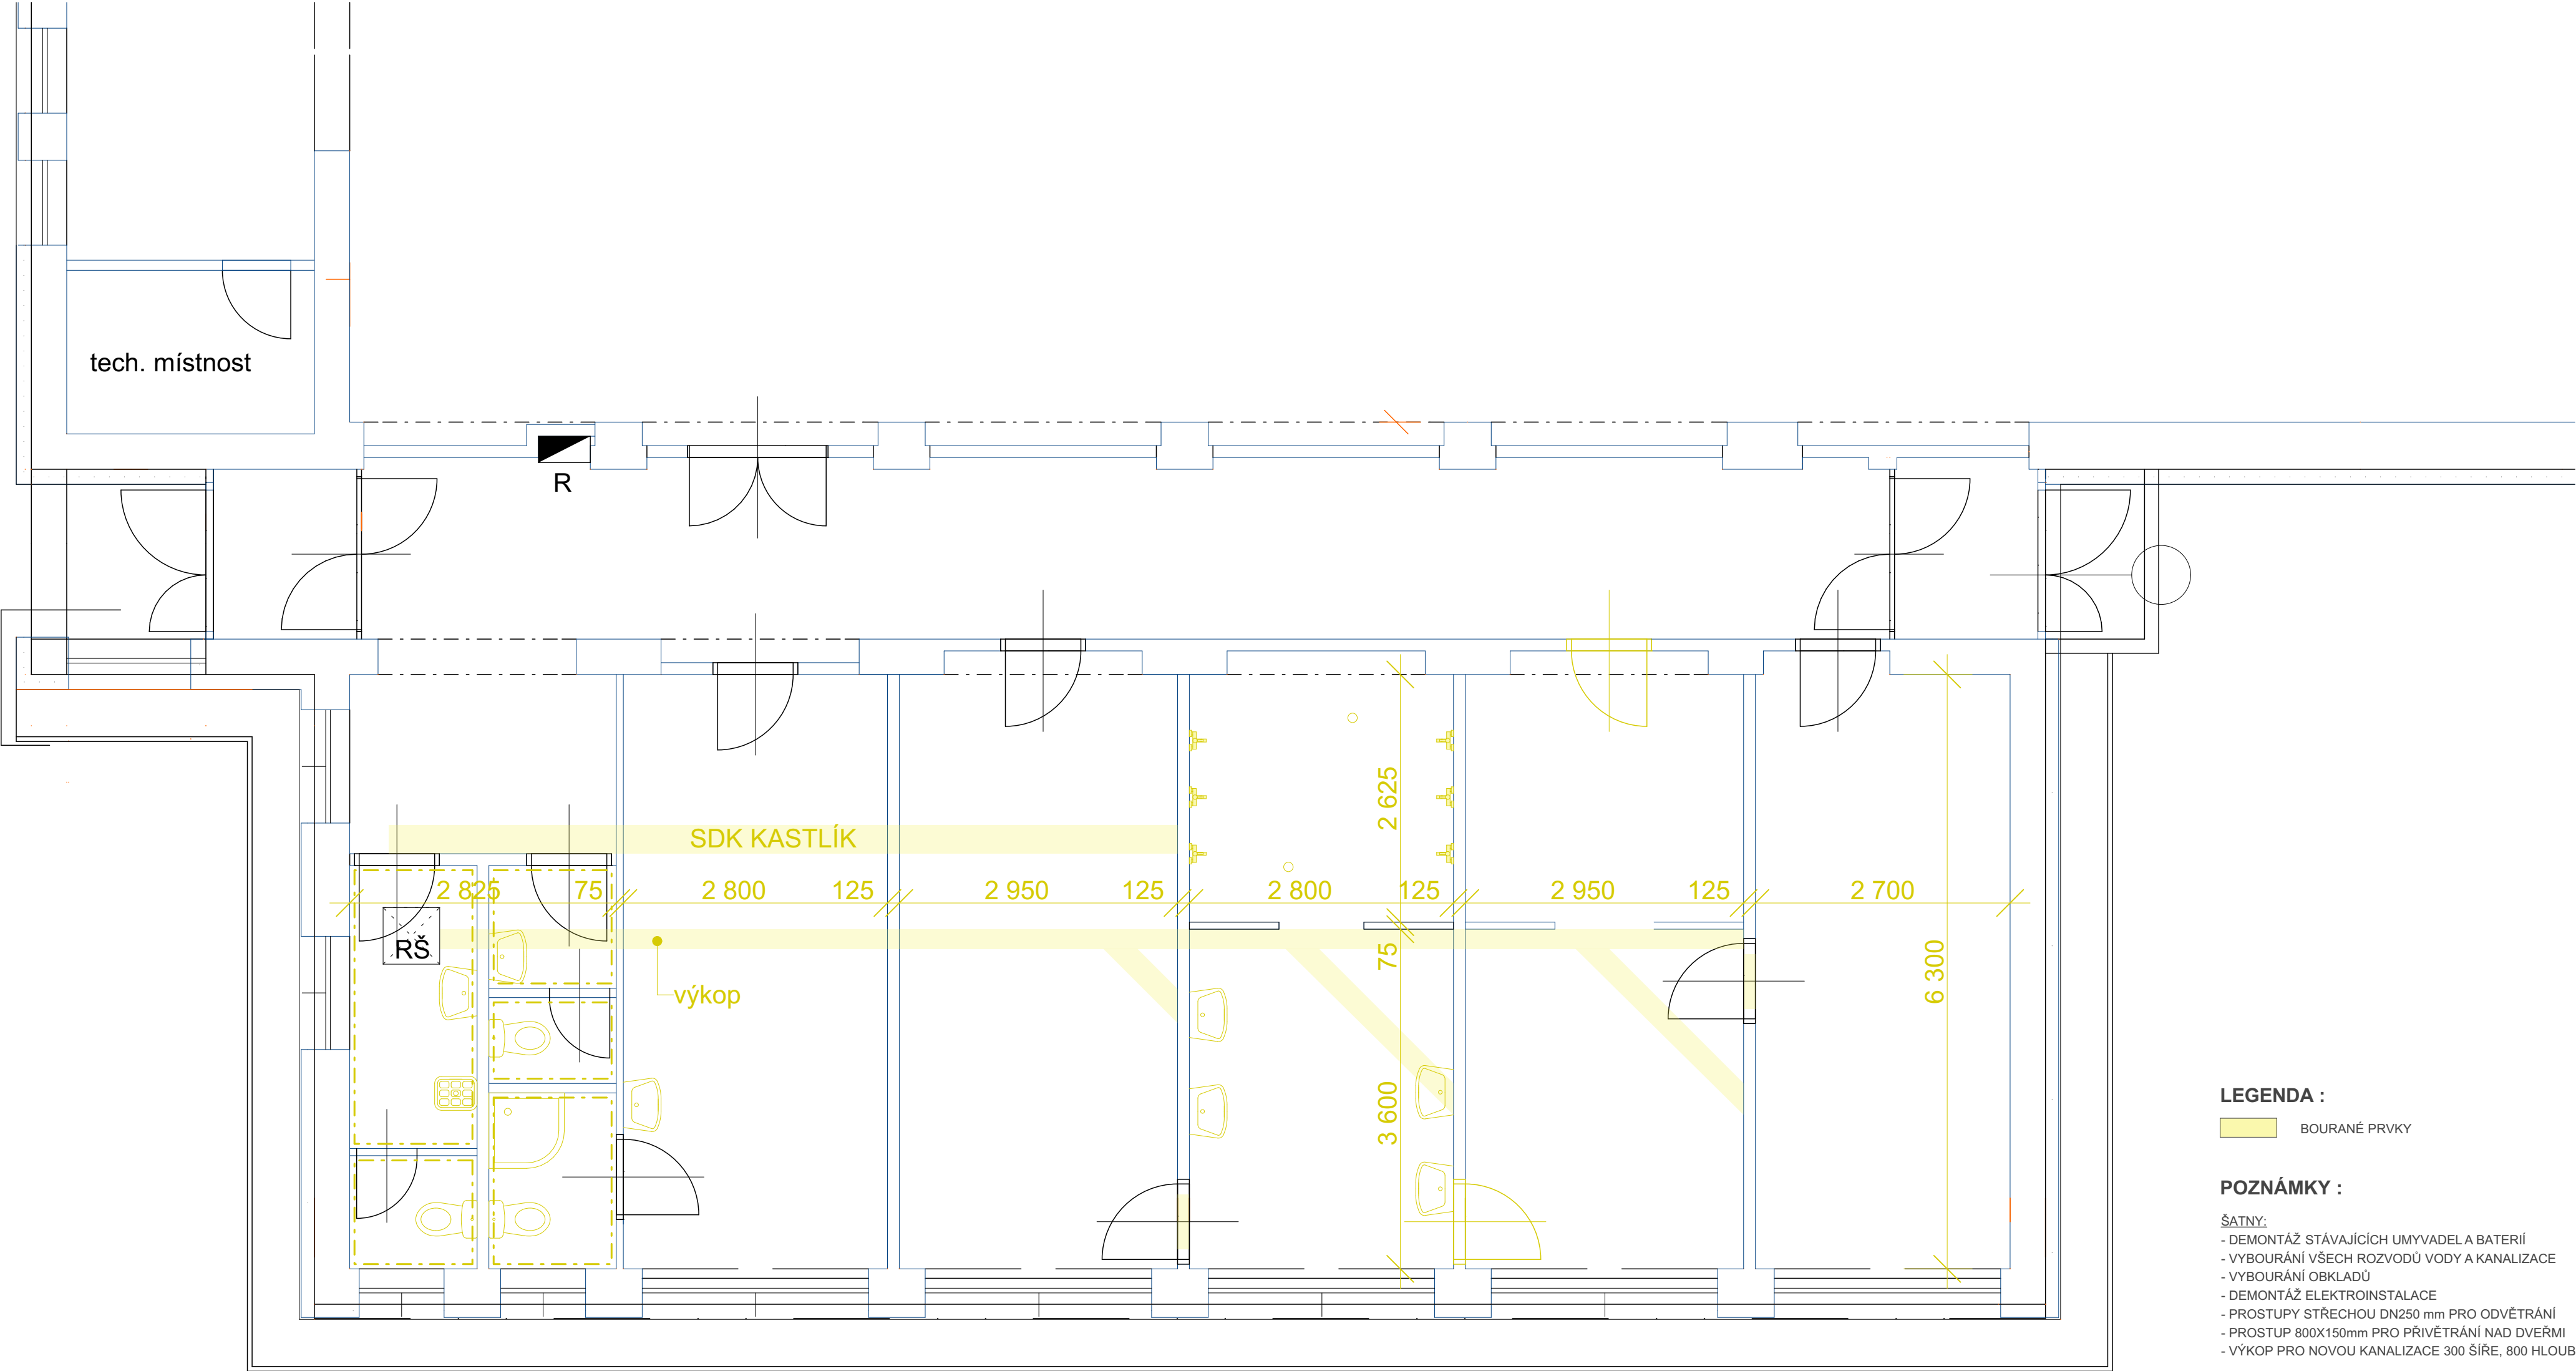 tech. místnost
R
2 625
SDK KASTLÍK
2 825
75
2 800
125
2 950
125
2 800
125
2 950
125
2 700
RŠ
75
6 300
výkop
3 600
LEGENDA :
BOURANÉ PRVKY
POZNÁMKY :
ŠATNY:
- DEMONTÁŽ STÁVAJÍCÍCH UMYVADEL A BATERIÍ
- VYBOURÁNÍ VŠECH ROZVODŮ VODY A KANALIZACE
- VYBOURÁNÍ OBKLADŮ
- DEMONTÁŽ ELEKTROINSTALACE
- PROSTUPY STŘECHOU DN250 mm PRO ODVĚTRÁNÍ
- PROSTUP 800X150mm PRO PŘIVĚTRÁNÍ NAD DVEŘMI
- VÝKOP PRO NOVOU KANALIZACE 300 ŠÍŘE, 800 HLOUB